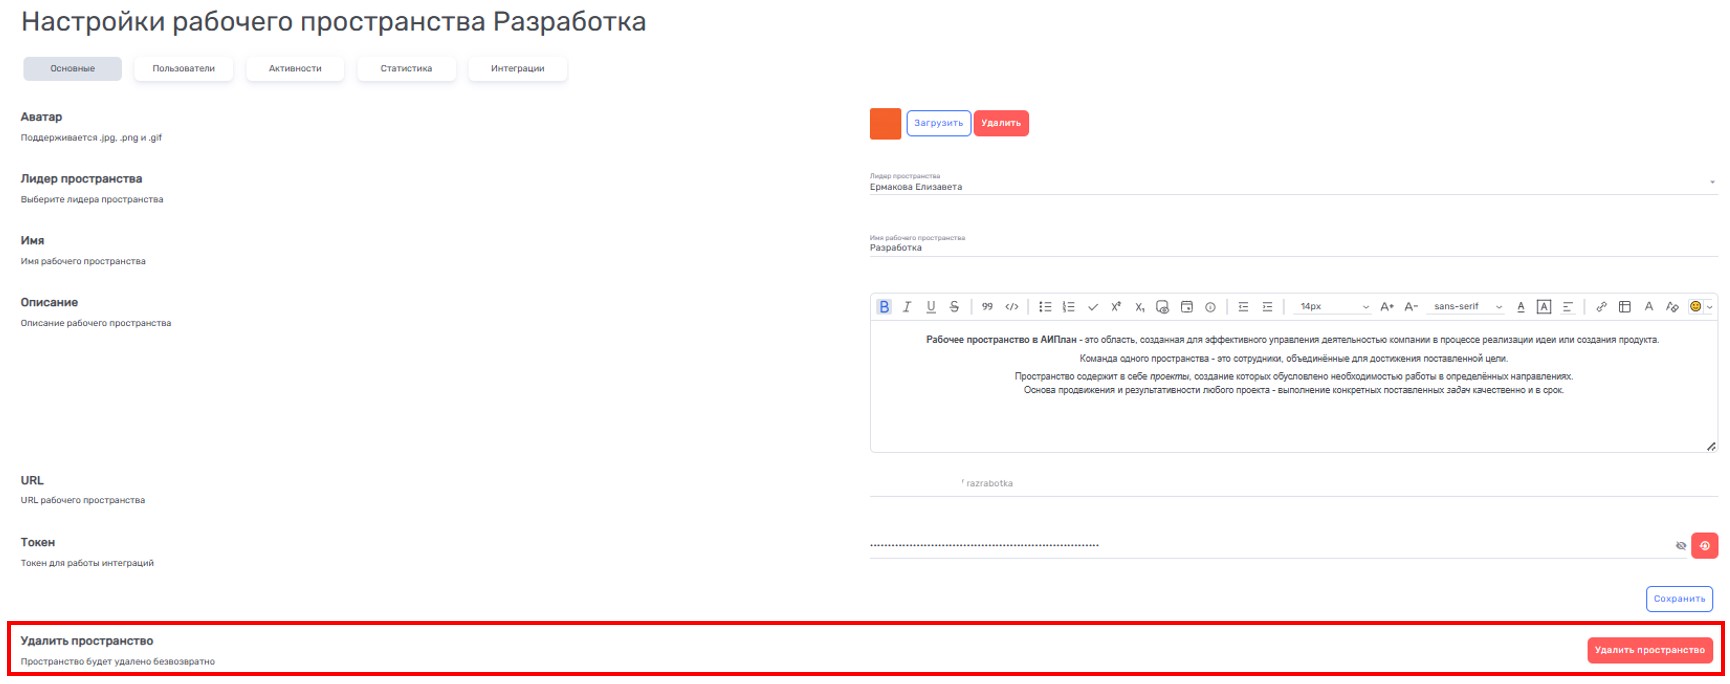 Настройки рабочего пространства Разработка
Основные Пользователи Активности Статистика Интеграции
Аватар
Поддерживается .jpg, .png и .gif
Загрузить Удалить
Лидер пространства
Выберите лидера пространства
Лидер пространства
Ермакова Елизавета
Имя
Имя рабочего пространства
Имя рабочего пространства
Разработка
Описание
Описание рабочего пространства
14px sans-serif
Рабочее пространство в АИПлан - это область, созданная для эффективного управления деятельностью компании в процессе реализации идеи или создания продукта.
Команда одного пространства - это сотрудники, объединённые для достижения поставленной цели.
Пространство содержит в себе проекты, создание которых обусловлено необходимостью работы в определённых направлениях.
Основа продвижения и результативности любого проекта - выполнение конкретных поставленных задач качественно и в срок.
URL
URL рабочего пространства
razrabotka
Токен
Токен для работы интеграций
Сохранить
Удалить пространство
Пространство будет удалено безвозвратно
Удалить пространство